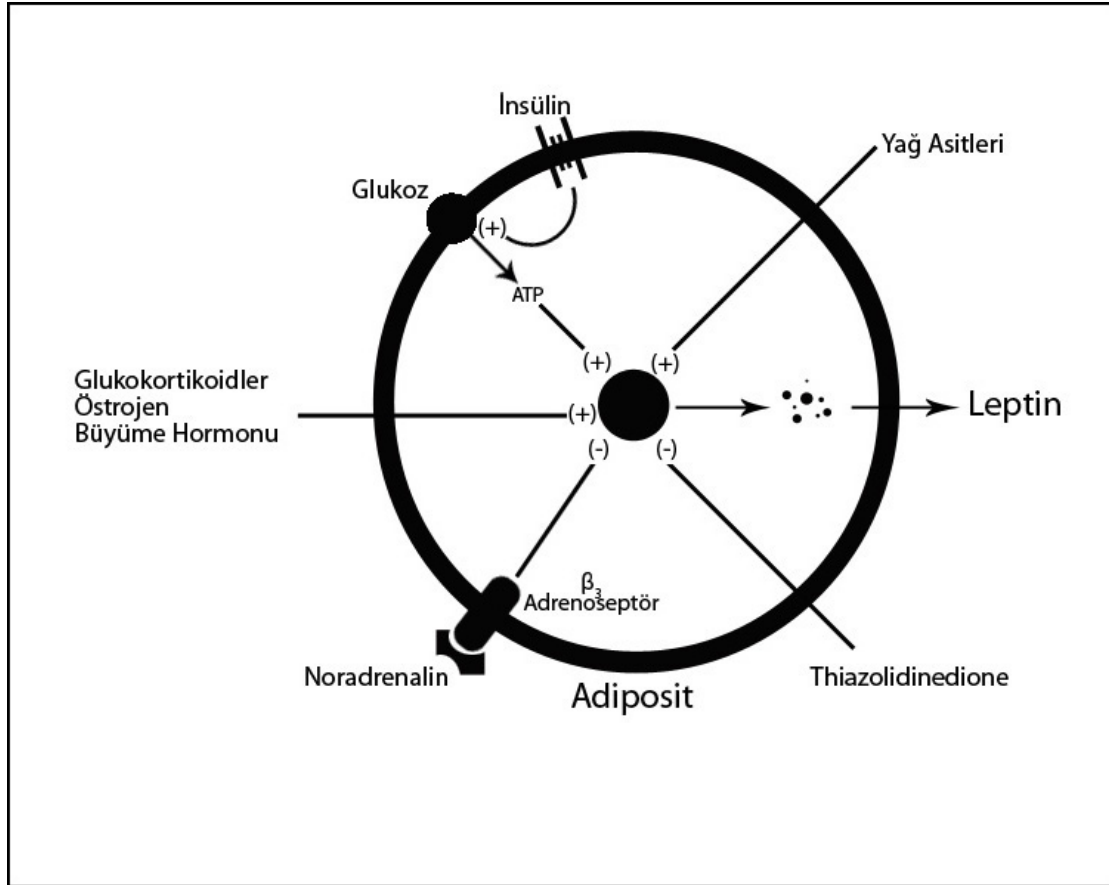 İnsülin
Yağ Asitleri
Glukoz
(+)
ATP
(+)
(+)
Glukokortikoidler
Östrojen
Büyüme Hormonu
(+)
Leptin
(-)
(-)
β3
Adrenoseptör
Noradrenalin
Thiazolidinedione
Adiposit